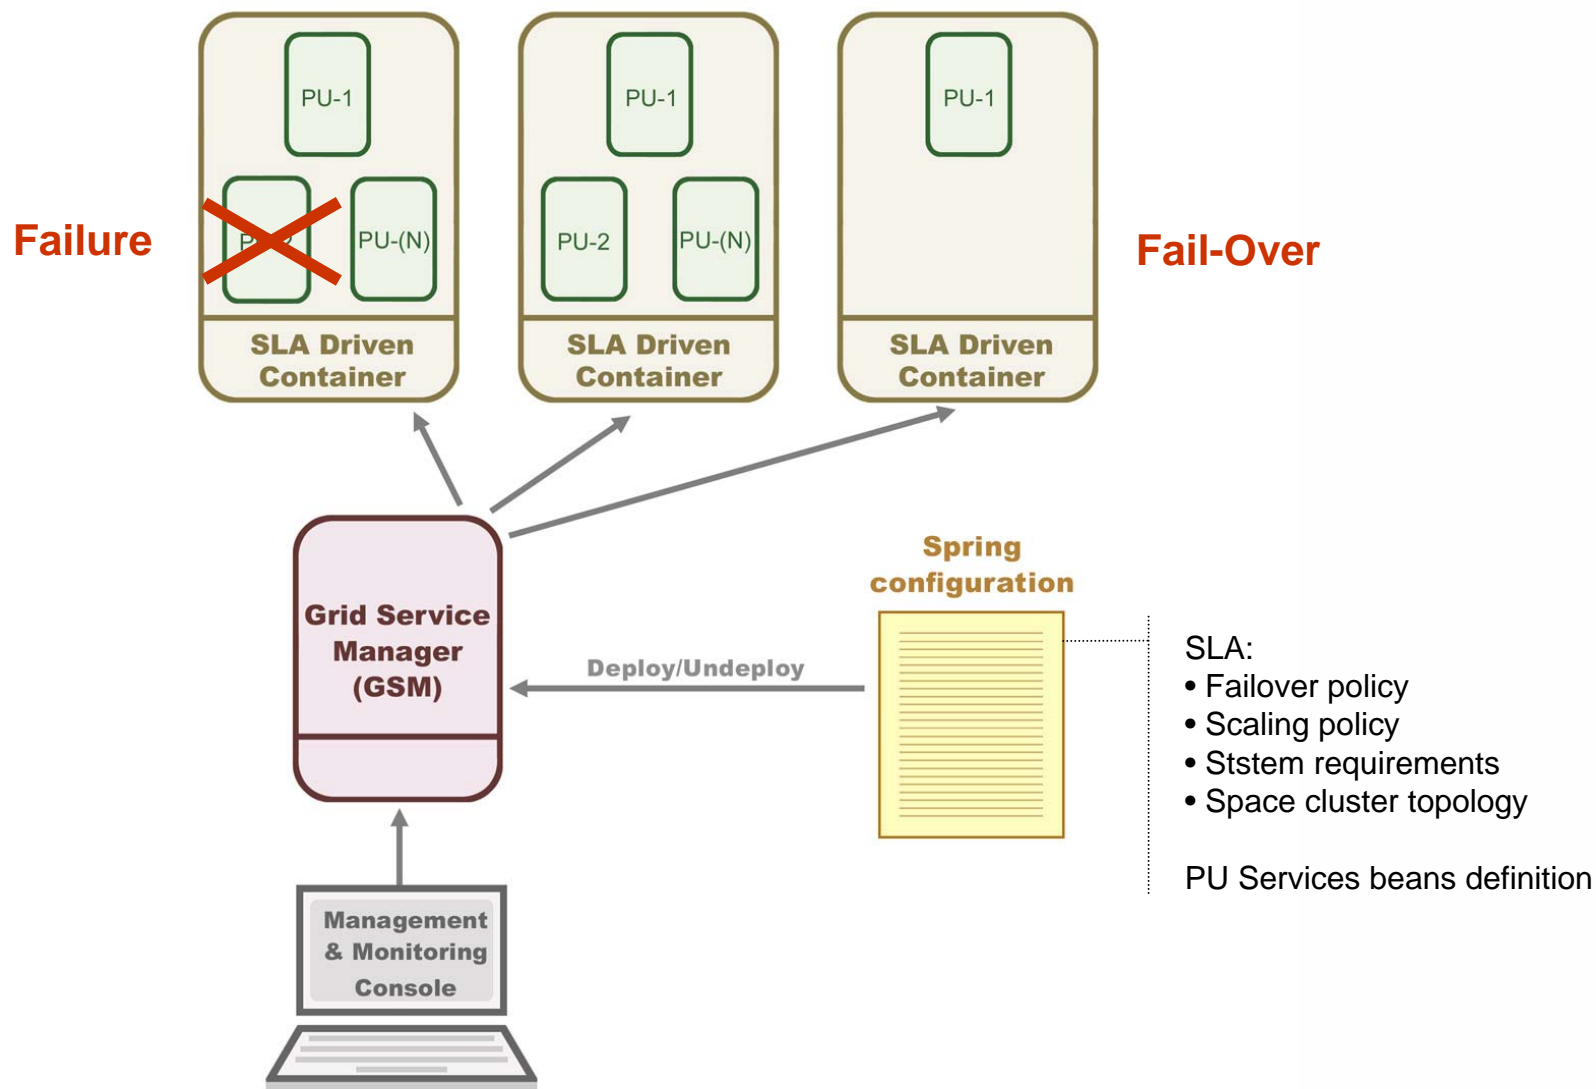 PU-1
PU-1
PU-1
Failure
PU-2
PU-(N)
PU-2
PU-(N)
Fail-Over
SLA Driven
Container
SLA Driven
Container
SLA Driven
Container
Spring
configuration
Grid Service
Manager
(GSM)
Deploy/Undeploy
SLA:
• Failover policy
• Scaling policy
• Ststem requirements
• Space cluster topology
PU Services beans definition
Management
& Monitoring
Console